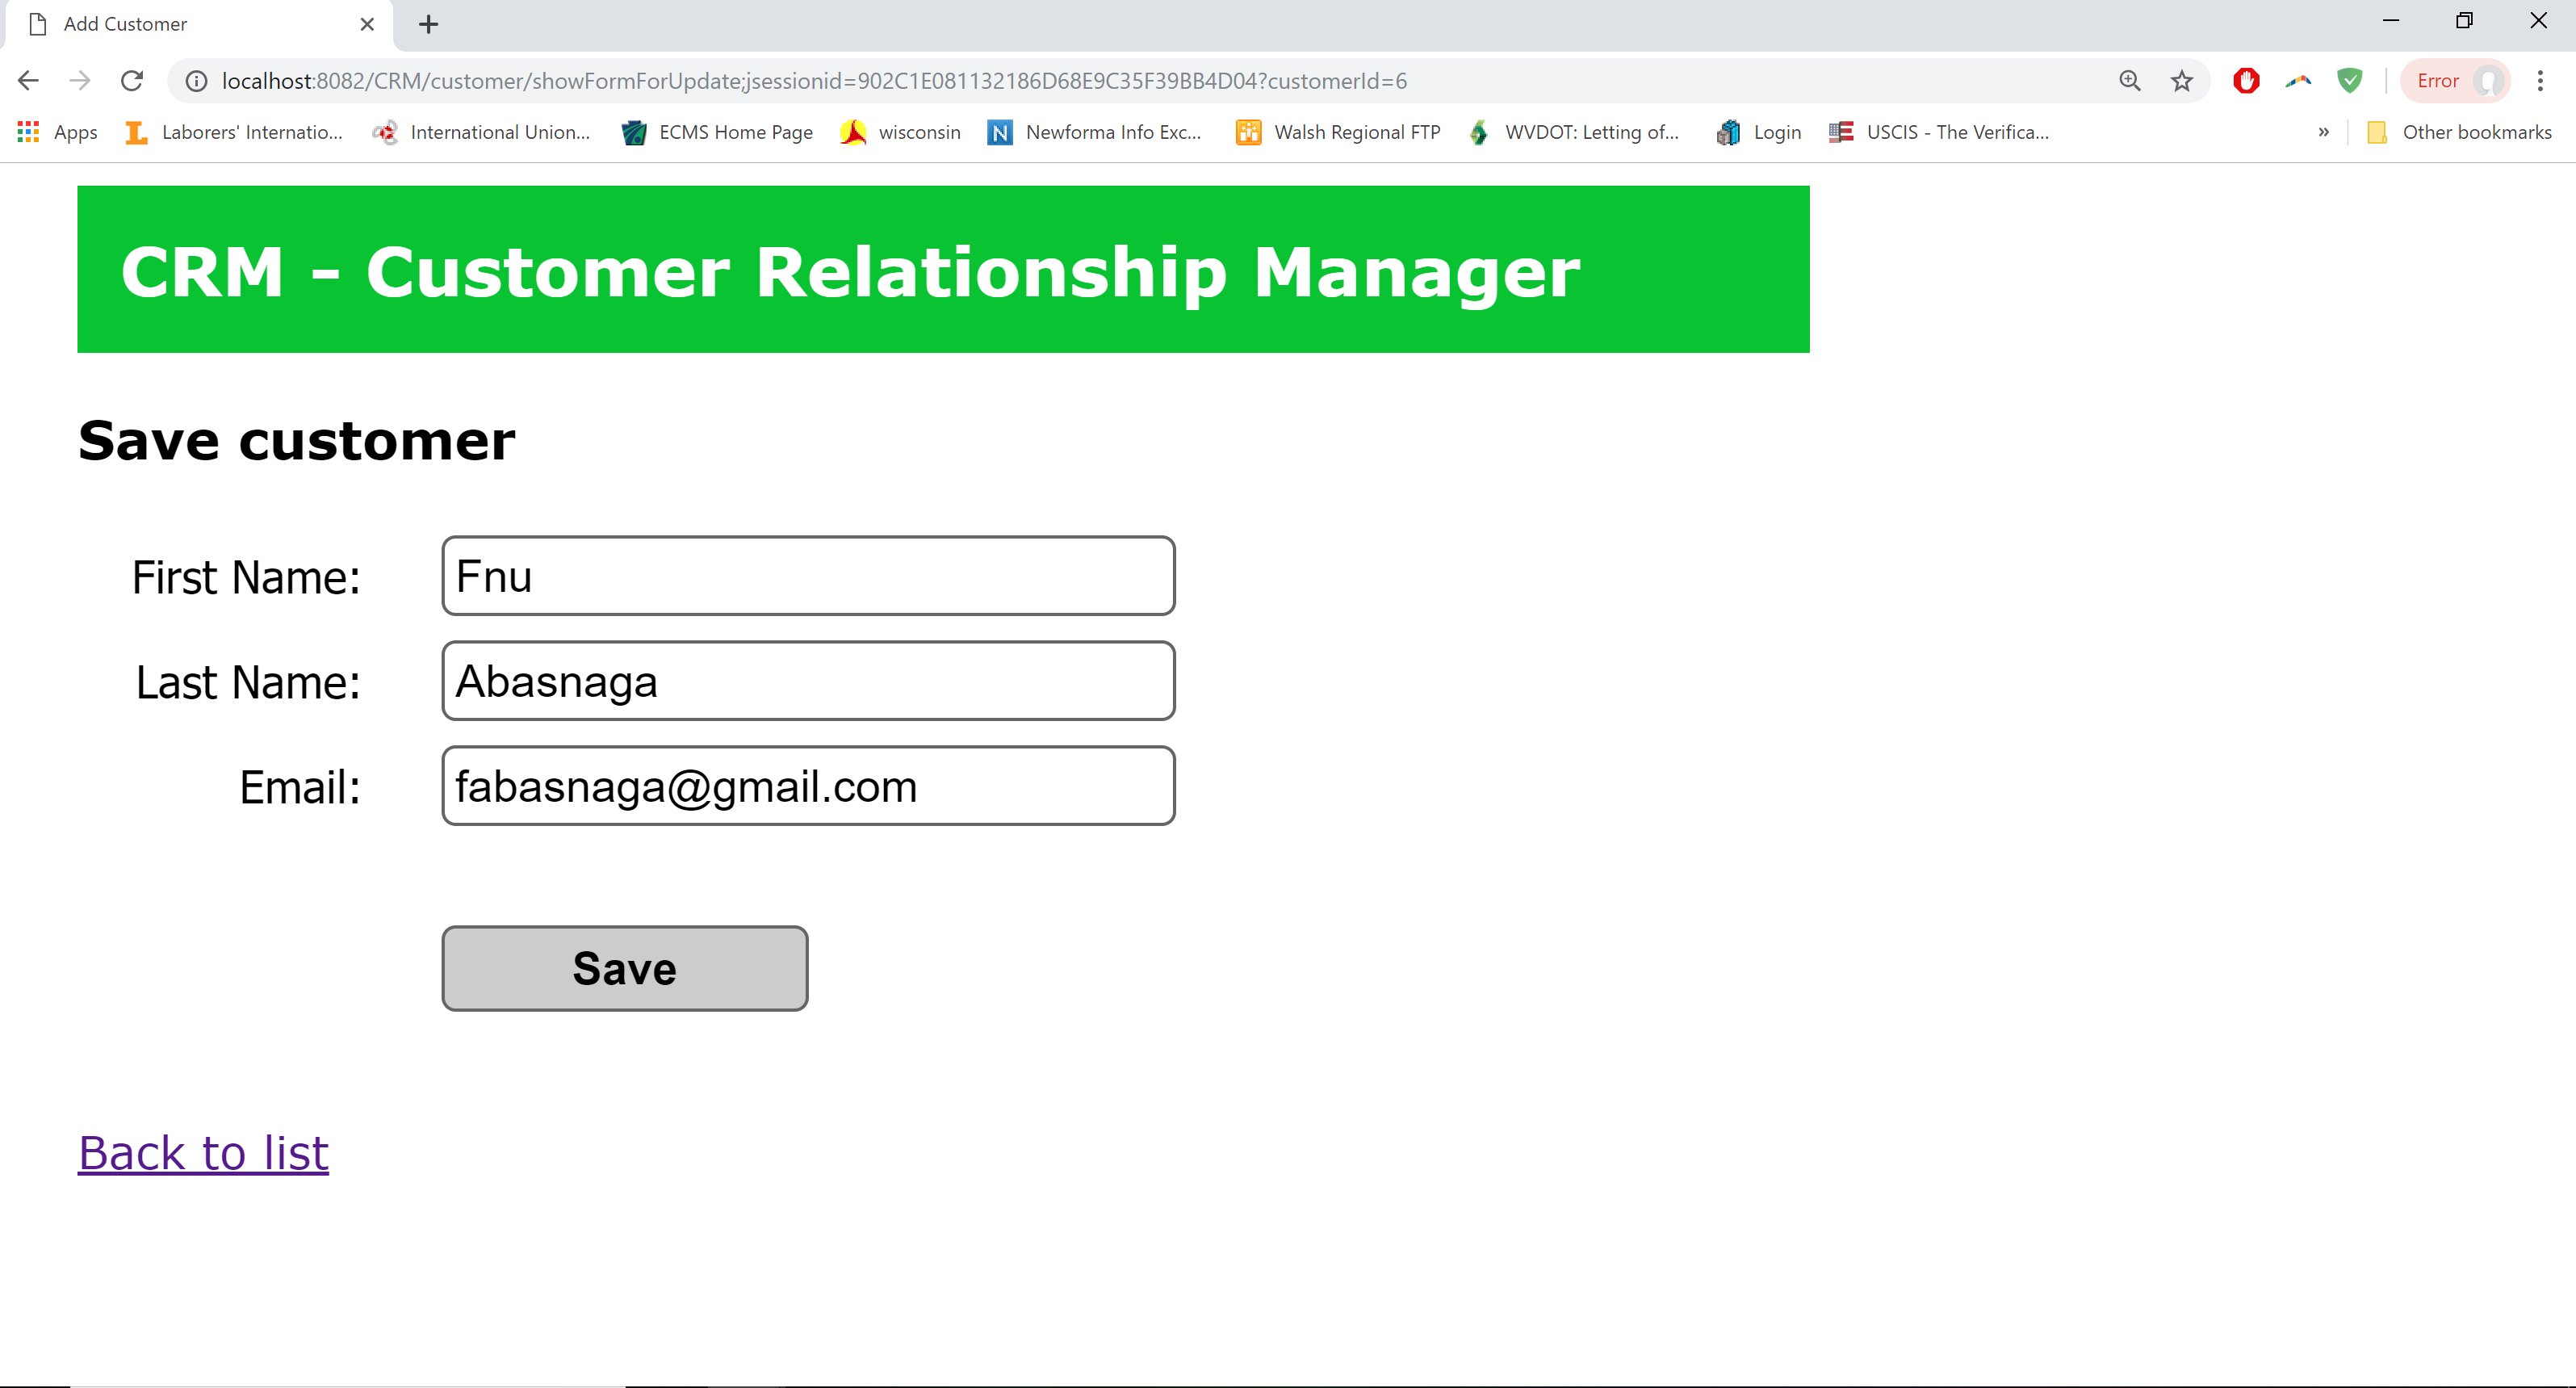 Add Customer
localhost:8082/CRM/customer/showFormForUpdate;jsessionid=902C1E081132186D68E9C35F39BB4D04?customerId=6
Error
Apps Laborers' Internatio... International Union... ECMS Home Page wisconsin Newforma Info Exc... Walsh Regional FTP WVDOT: Letting of... Login USCIS - The Verifica... » Other bookmarks
CRM - Customer Relationship Manager
Save customer
First Name: Fnu
Last Name: Abasnaga
Email: fabasnaga@gmail.com
Save
Back to list